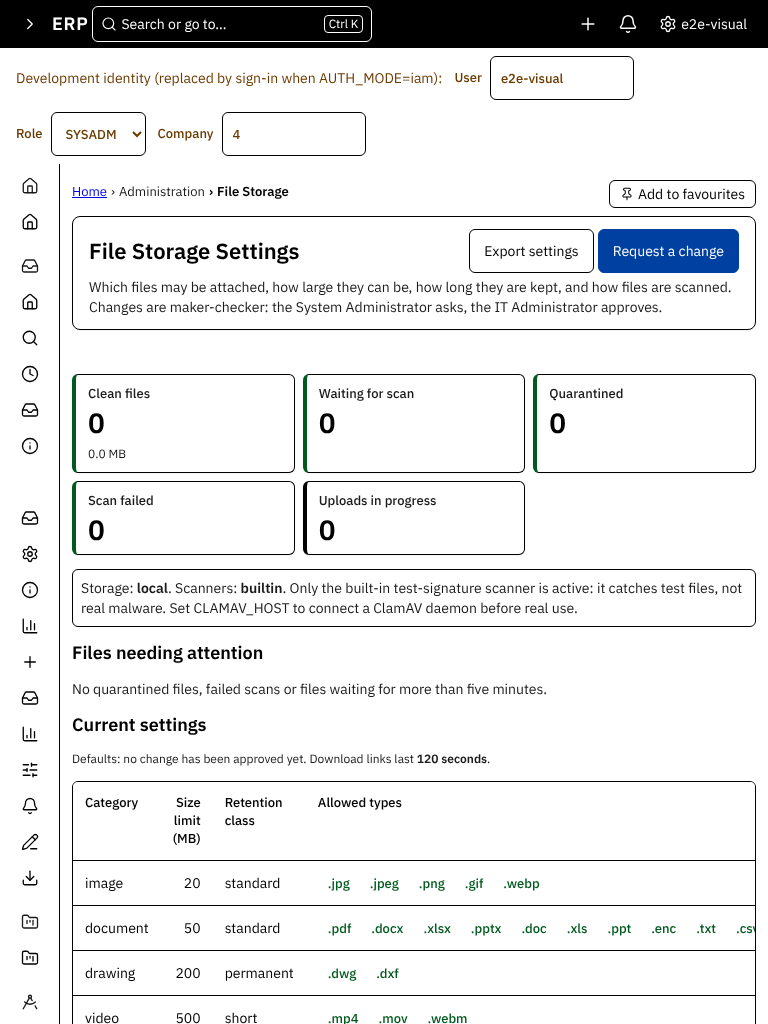 ERP Search or go to... Ctrl K e2e-visual
Development identity (replaced by sign-in when AUTH_MODE=iam): User e2e-visual
Role SYSADM Company 4
Home › Administration › File Storage Add to favourites
File Storage Settings Export settings Request a change
Which files may be attached, how large they can be, how long they are kept, and how files are scanned.
Changes are maker-checker: the System Administrator asks, the IT Administrator approves.
Clean files Waiting for scan Quarantined
0 0 0
0.0 MB
Scan failed Uploads in progress
0 0
Storage: local. Scanners: builtin. Only the built-in test-signature scanner is active: it catches test files, not
real malware. Set CLAMAV_HOST to connect a ClamAV daemon before real use.
Files needing attention
No quarantined files, failed scans or files waiting for more than five minutes.
Current settings
Defaults: no change has been approved yet. Download links last 120 seconds.
Category Size limit (MB) Retention class Allowed types
image 20 standard .jpg .jpeg .png .gif .webp
document 50 standard .pdf .docx .xlsx .pptx .doc .xls .ppt .enc .txt .csv
drawing 200 permanent .dwg .dxf
video 500 short .mp4 .mov .webm